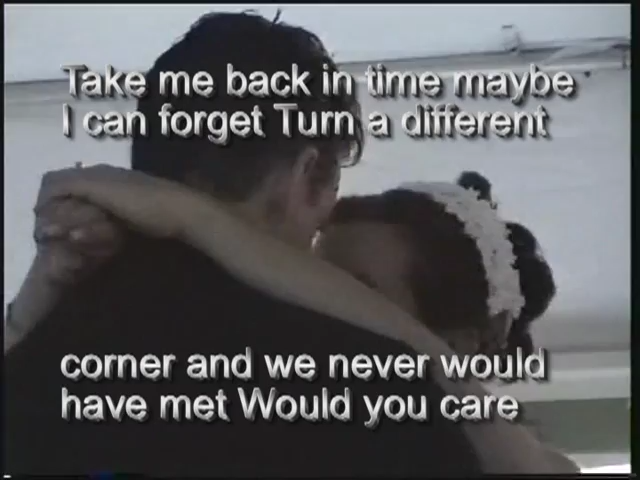 Take me back in time maybe
I can forget Turn a different
corner and we never would
have met Would you care